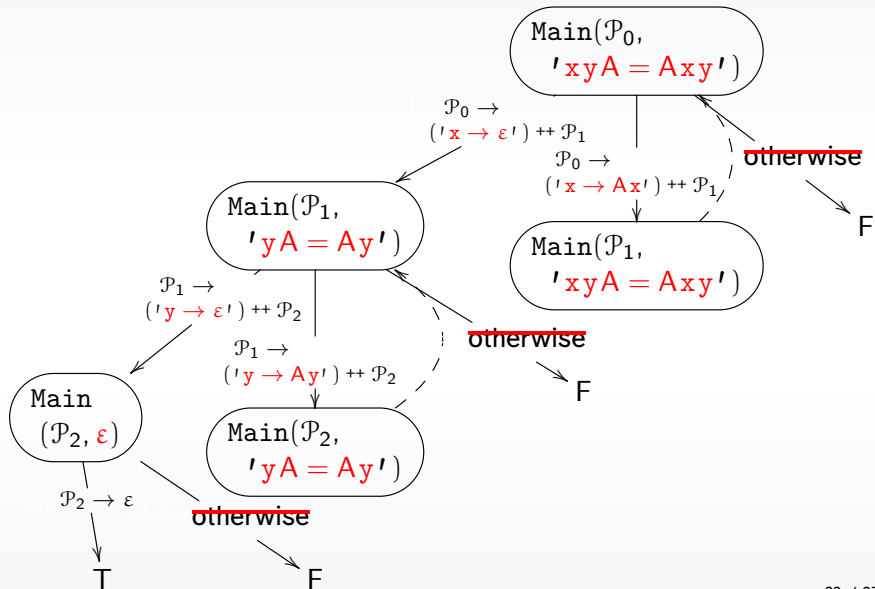 Main(𝒫₀,
'xyA = Axy')
𝒫₀ →
('x → ε') ++ 𝒫₁
𝒫₀ →
('x → Ax') ++ 𝒫₁
otherwise
F
Main(𝒫₁,
'yA = Ay')
Main(𝒫₁,
'xyA = Axy')
𝒫₁ →
('y → ε') ++ 𝒫₂
𝒫₁ →
('y → Ay') ++ 𝒫₂
otherwise
F
Main
(𝒫₂, ε)
Main(𝒫₂,
'yA = Ay')
𝒫₂ → ε
otherwise
T
F